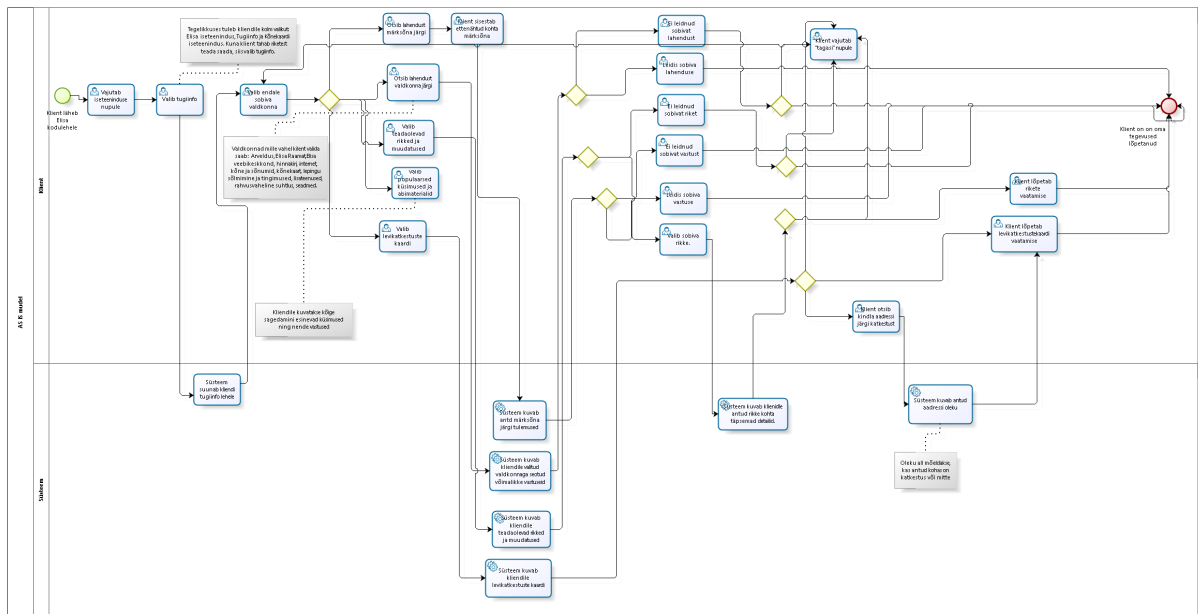 AS IS mudel
Klient
Süsteem
Klient läheb
Elisa
kodulehele
Vajutab
iseteeninduse
nupule
Valib tugiinfo
Tegelikkuses tuleb kliendile kolm valikut:
Elisa iseteenindus, Tugiinfo ja kõnekaardi
iseteenindus. Kuna klient tahab riketeit
teada saada, siis valib tugiinfo.
Valib endale
sobiva
valdkonna
Valdkonnad mille vahel klient valida
saab: Arveldus, Elisa Raamat, Elisa
veebikeskkond, hinnakiri, internet,
kõne ja sõnumid, kõnekaart, lepingu
sõlmimine ja tingimused, lisateenused,
rahvusvaheline suhtlus, seadmed.
Otsib lahendust
märksõna järgi
Klient sisestab
ettenähtud kohta
märksõna
Otsib lahendust
valdkonna järgi
Valib
teadaolevad
rikked ja
muudatused
Valib
populaarsed
küsimused ja
abimaterialid
Valib
levikatkestuste
kaardi
Kliendile kuvatakse kõige
sagedamini esinevad küsimused
ning nende vastused
Ei leidnud
sobivat
lahendust
Leidis sobiva
lahenduse
Ei leidnud
sobivat riket
Ei leidnud
sobivat vastust
Leidis sobiva
vastuse
Valib sobiva
rikke.
Klient vajutab
"tagasi" nupule
Klient on on oma
tegevused
lõpetanud
Klient lõpetab
rikete
vaatamise
Klient lõpetab
levikatkestustekaardi
vaatamise
Klient otsib
kindla aadressi
järgi katkestust
Süsteem
suunab kliendi
tugiinfo lehele
Süsteem kuvab
antd märksõna
järgi tulemused
Süsteem kuvab
kliendile valitud
valdkonnaga seotud
võimalikke vastuseid
Süsteem kuvab
kliendile
teadaolevad rikked
ja muudatused
Süsteem kuvab
kliendile
levikatkestuste kaardi
Süsteem kuvab klienidle
antud rikke kohta
täpsemad detailid.
Süsteem kuvab antud
aadressi oleku
Oleku all mõeldakse,
kas antud kohas on
katkestus või mitte